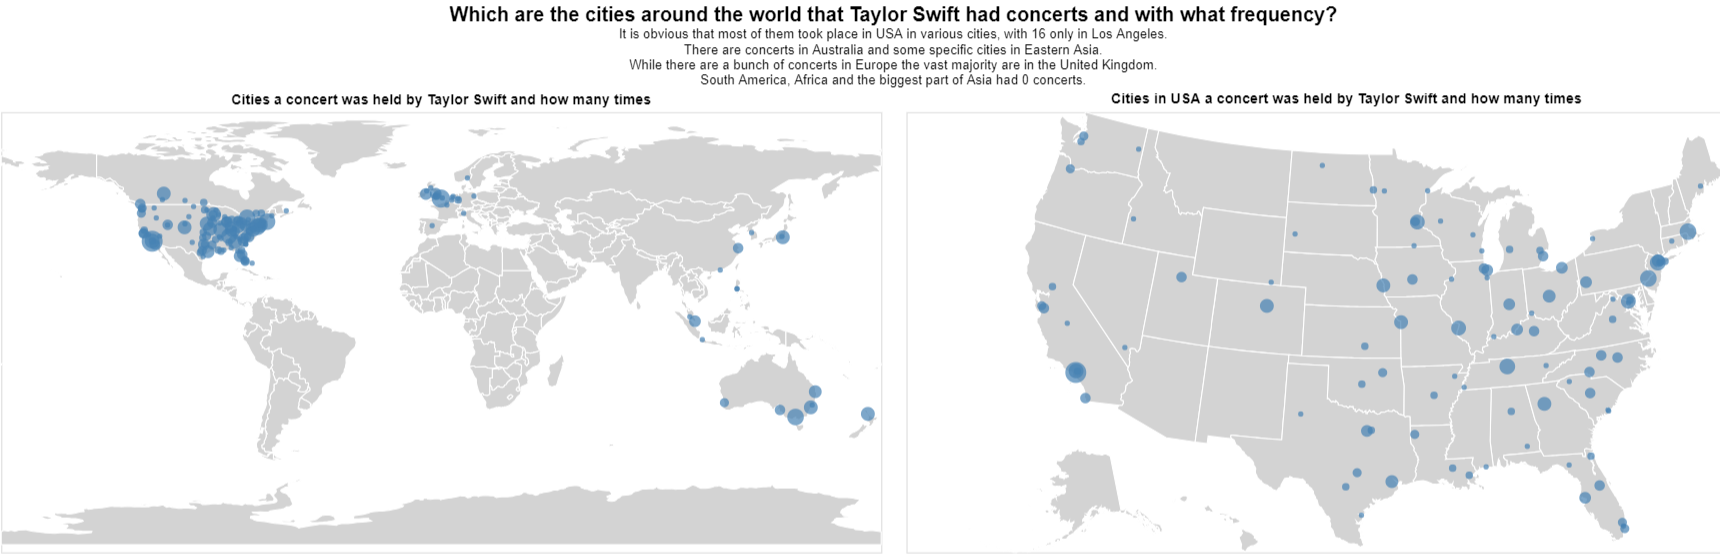 Which are the cities around the world that Taylor Swift had concerts and with what frequency?
It is obvious that most of them took place in USA in various cities, with 16 only in Los Angeles.
There are concerts in Australia and some specific cities in Eastern Asia.
While there are a bunch of concerts in Europe the vast majority are in the United Kingdom.
South America, Africa and the biggest part of Asia had 0 concerts.
Cities a concert was held by Taylor Swift and how many times
Cities in USA a concert was held by Taylor Swift and how many times